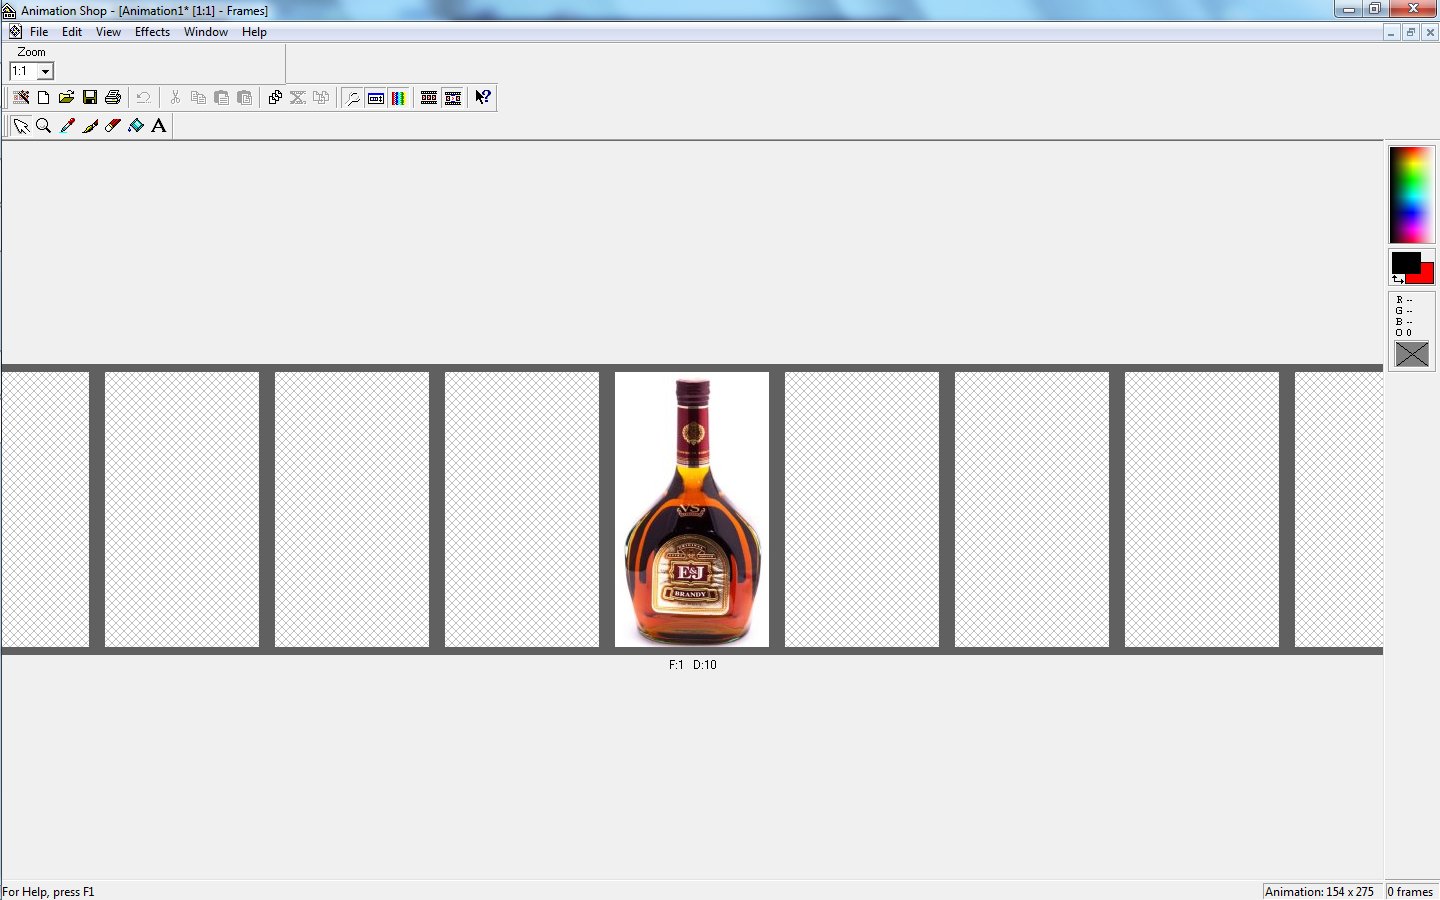 Animation Shop - [Animation1* [1:1] - Frames]
File Edit View Effects Window Help
Zoom
1:1
A
R --
G --
B --
O 0
VS
E&J
BRANDY
F:1 D:10
For Help, press F1
Animation: 154 x 275
0 frames